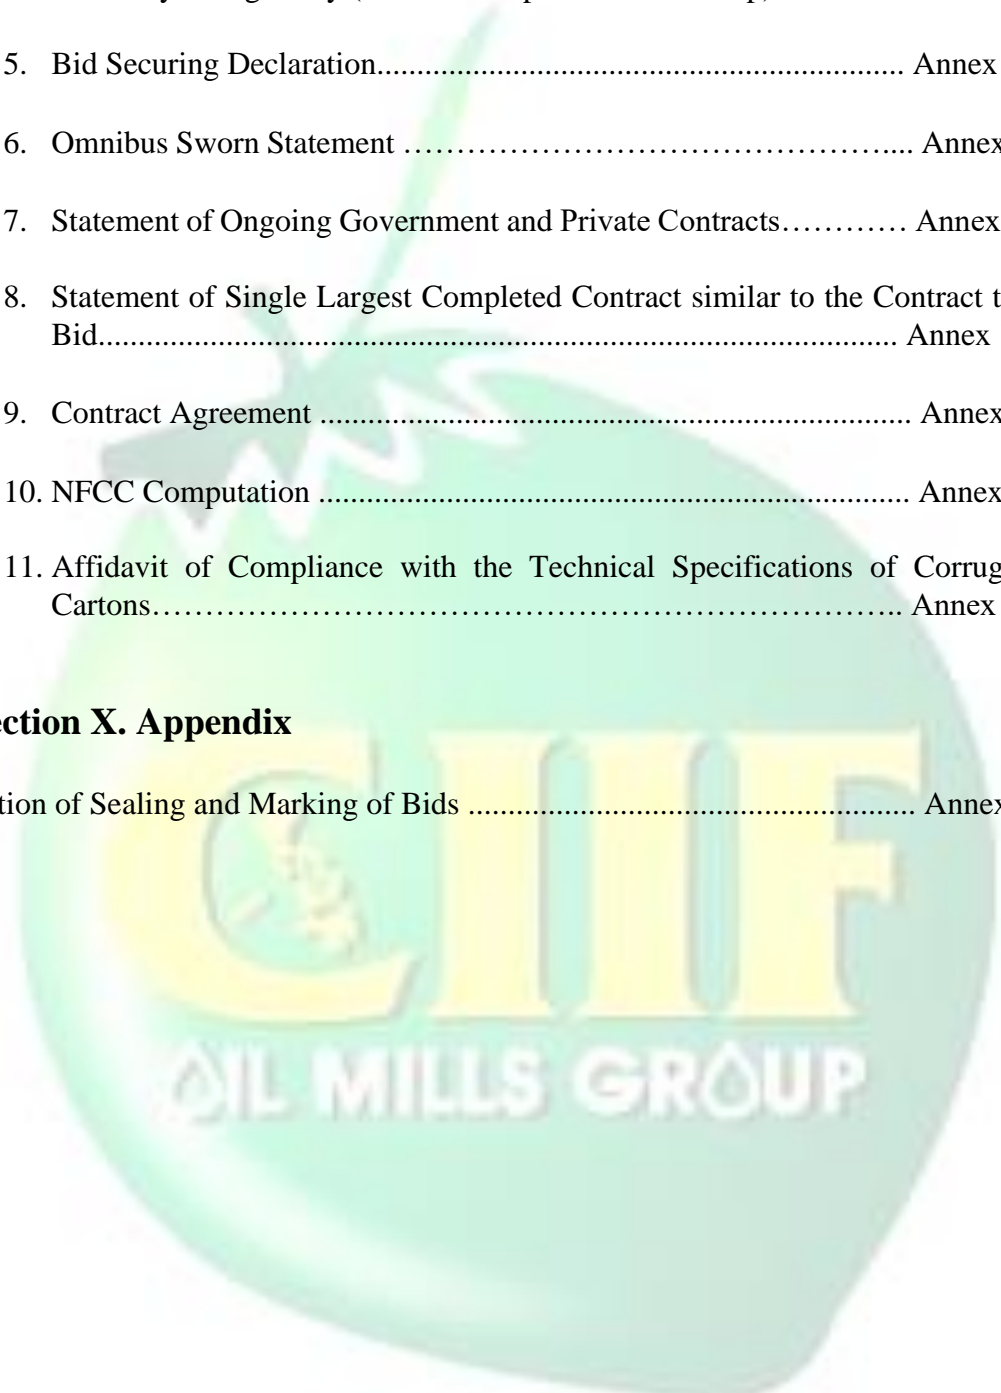 5. Bid Securing Declaration.................................................................. Annex
6. Omnibus Sworn Statement ………………………………………….... Annex
7. Statement of Ongoing Government and Private Contracts………… Annex
8. Statement of Single Largest Completed Contract similar to the Contract t
Bid.................................................................................................... Annex
9. Contract Agreement .......................................................................... Annex
10. NFCC Computation .......................................................................... Annex
11. Affidavit of Compliance with the Technical Specifications of Corrug
Cartons…………………………………………………………….. Annex
ection X. Appendix
tion of Sealing and Marking of Bids ........................................................ Annex
CIIF
OIL MILLS GROUP